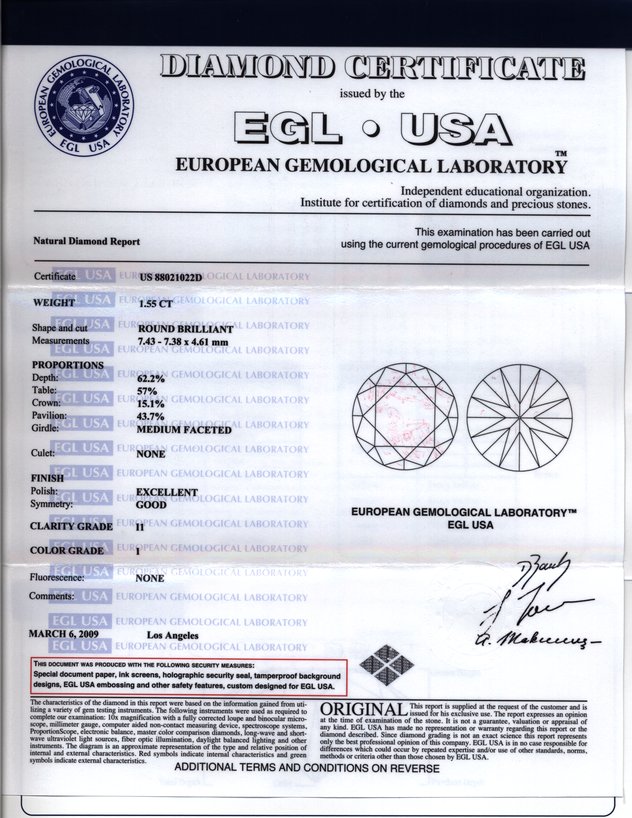 EUROPEAN GEMOLOGICAL LABORATORY
EGL USA
DIAMOND CERTIFICATE
issued by the
EGL • USA
EUROPEAN GEMOLOGICAL LABORATORY™
Independent educational organization.
Institute for certification of diamonds and precious stones.
Natural Diamond Report
This examination has been carried out
using the current gemological procedures of EGL USA
Certificate US 88021022D
WEIGHT 1.55 CT
Shape and cut ROUND BRILLIANT
Measurements 7.43 - 7.38 x 4.61 mm
PROPORTIONS
Depth: 62.2%
Table: 57%
Crown: 15.1%
Pavilion: 43.7%
Girdle: MEDIUM FACETED
Culet: NONE
FINISH
Polish: EXCELLENT
Symmetry: GOOD
CLARITY GRADE I1
COLOR GRADE I
Fluorescence: NONE
Comments:
MARCH 6, 2009 Los Angeles
EUROPEAN GEMOLOGICAL LABORATORY™
EGL USA
THIS DOCUMENT WAS PRODUCED WITH THE FOLLOWING SECURITY MEASURES:
Special document paper, ink screens, holographic security seal, tamperproof background
designs, EGL USA embossing and other safety features, custom designed for EGL USA.
The characteristics of the diamond in this report were based on the information gained from uti-
lizing a variety of gem testing instruments. The following instruments were used as required to
complete our examination: 10x magnification with a fully corrected loupe and binocular micro-
scope, millimeter gauge, computer aided non-contact measuring device, spectroscope systems,
ProportionScope, electronic balance, master color comparison diamonds, long-wave and short-
wave ultraviolet light sources, fiber optic illumination, daylight balanced lighting and other
instruments. The diagram is an approximate representation of the type and relative position of
internal and external characteristics. Red symbols indicate internal characteristics and green
symbols indicate external characteristics.
ORIGINAL This report is supplied at the request of the customer and is
issued for his exclusive use. The report expresses an opinion
at the time of examination of the stone. It is not a guarantee, valuation or appraisal of
any kind. EGL USA has made no representation or warranty regarding this report or the
diamond described. Since diamond grading is not an exact science this report represents
only the best professional opinion of this company. EGL USA is in no case responsible for
differences which could occur by repeated expertise and/or use of other standards, norms,
methods or criteria other than those chosen by EGL USA.
ADDITIONAL TERMS AND CONDITIONS ON REVERSE